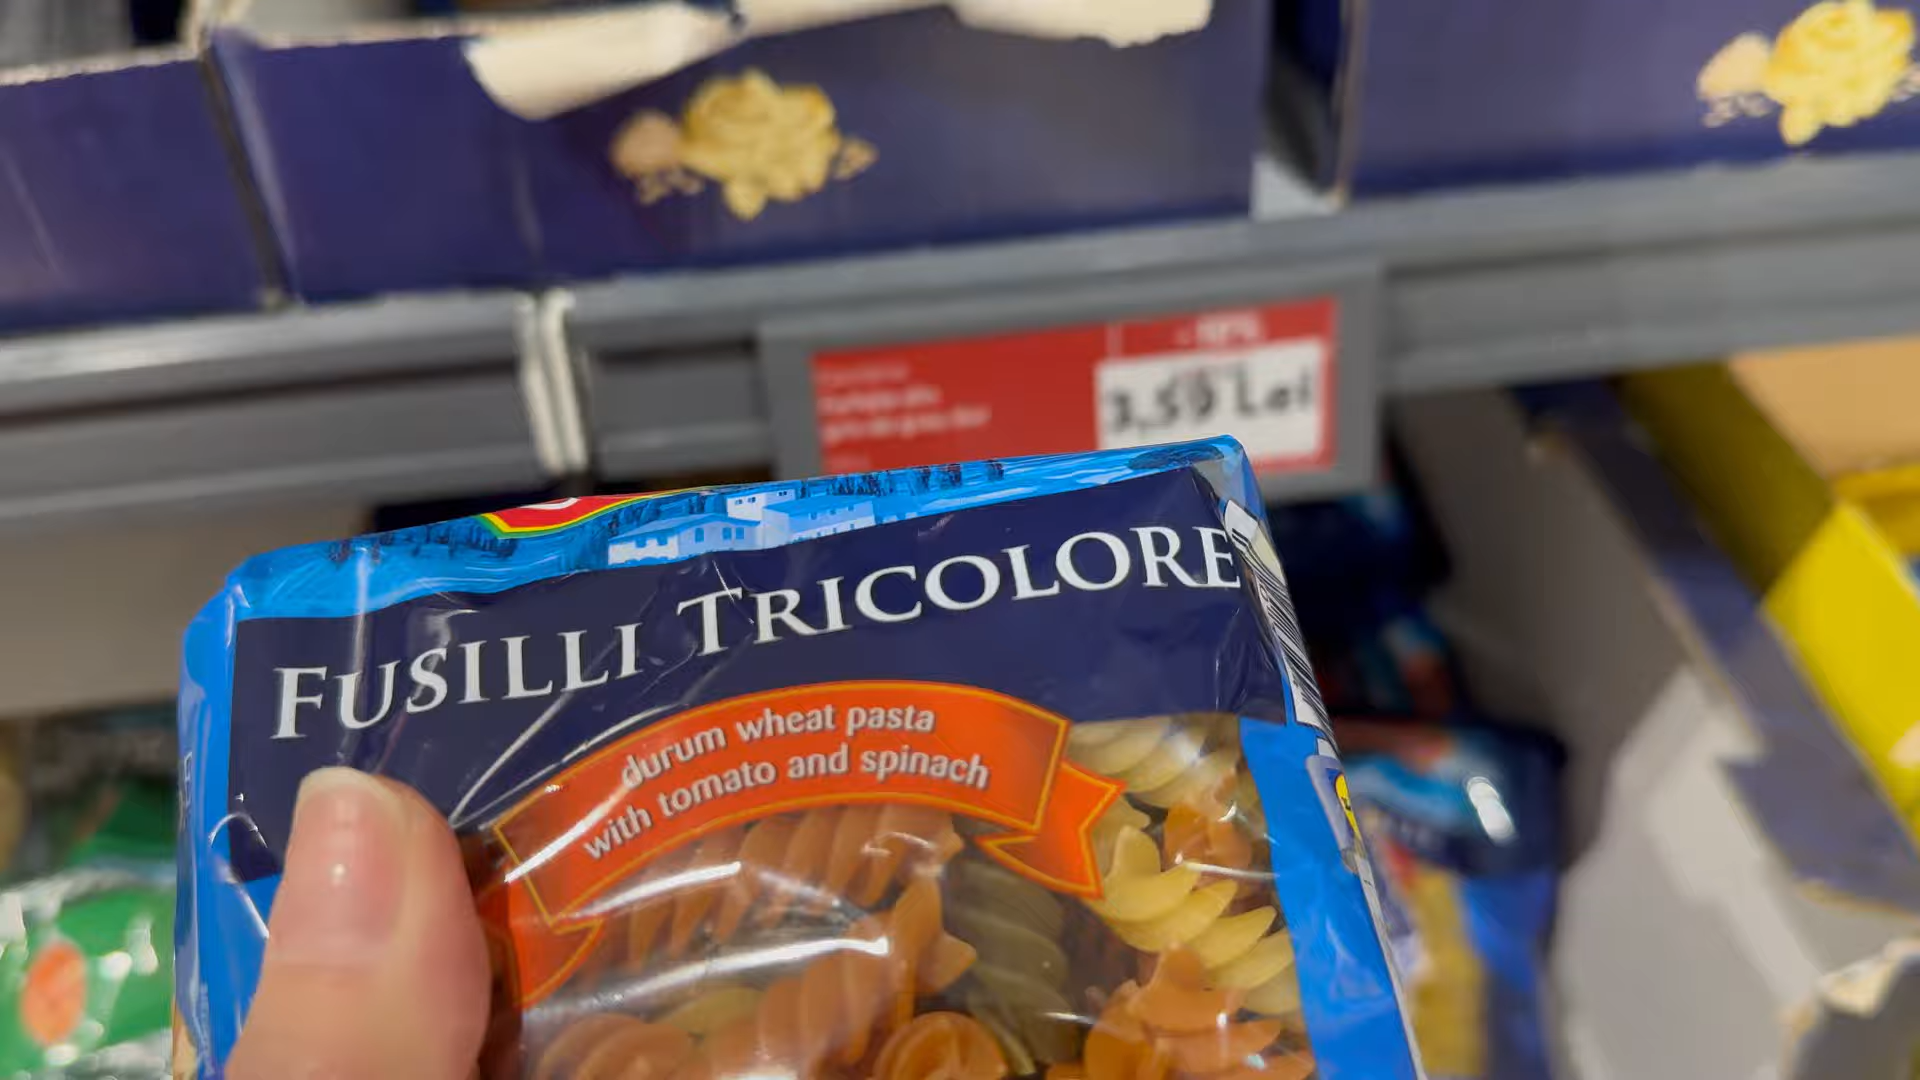 3,59 Lei
FUSILLI TRICOLORE
durum wheat pasta
with tomato and spinach